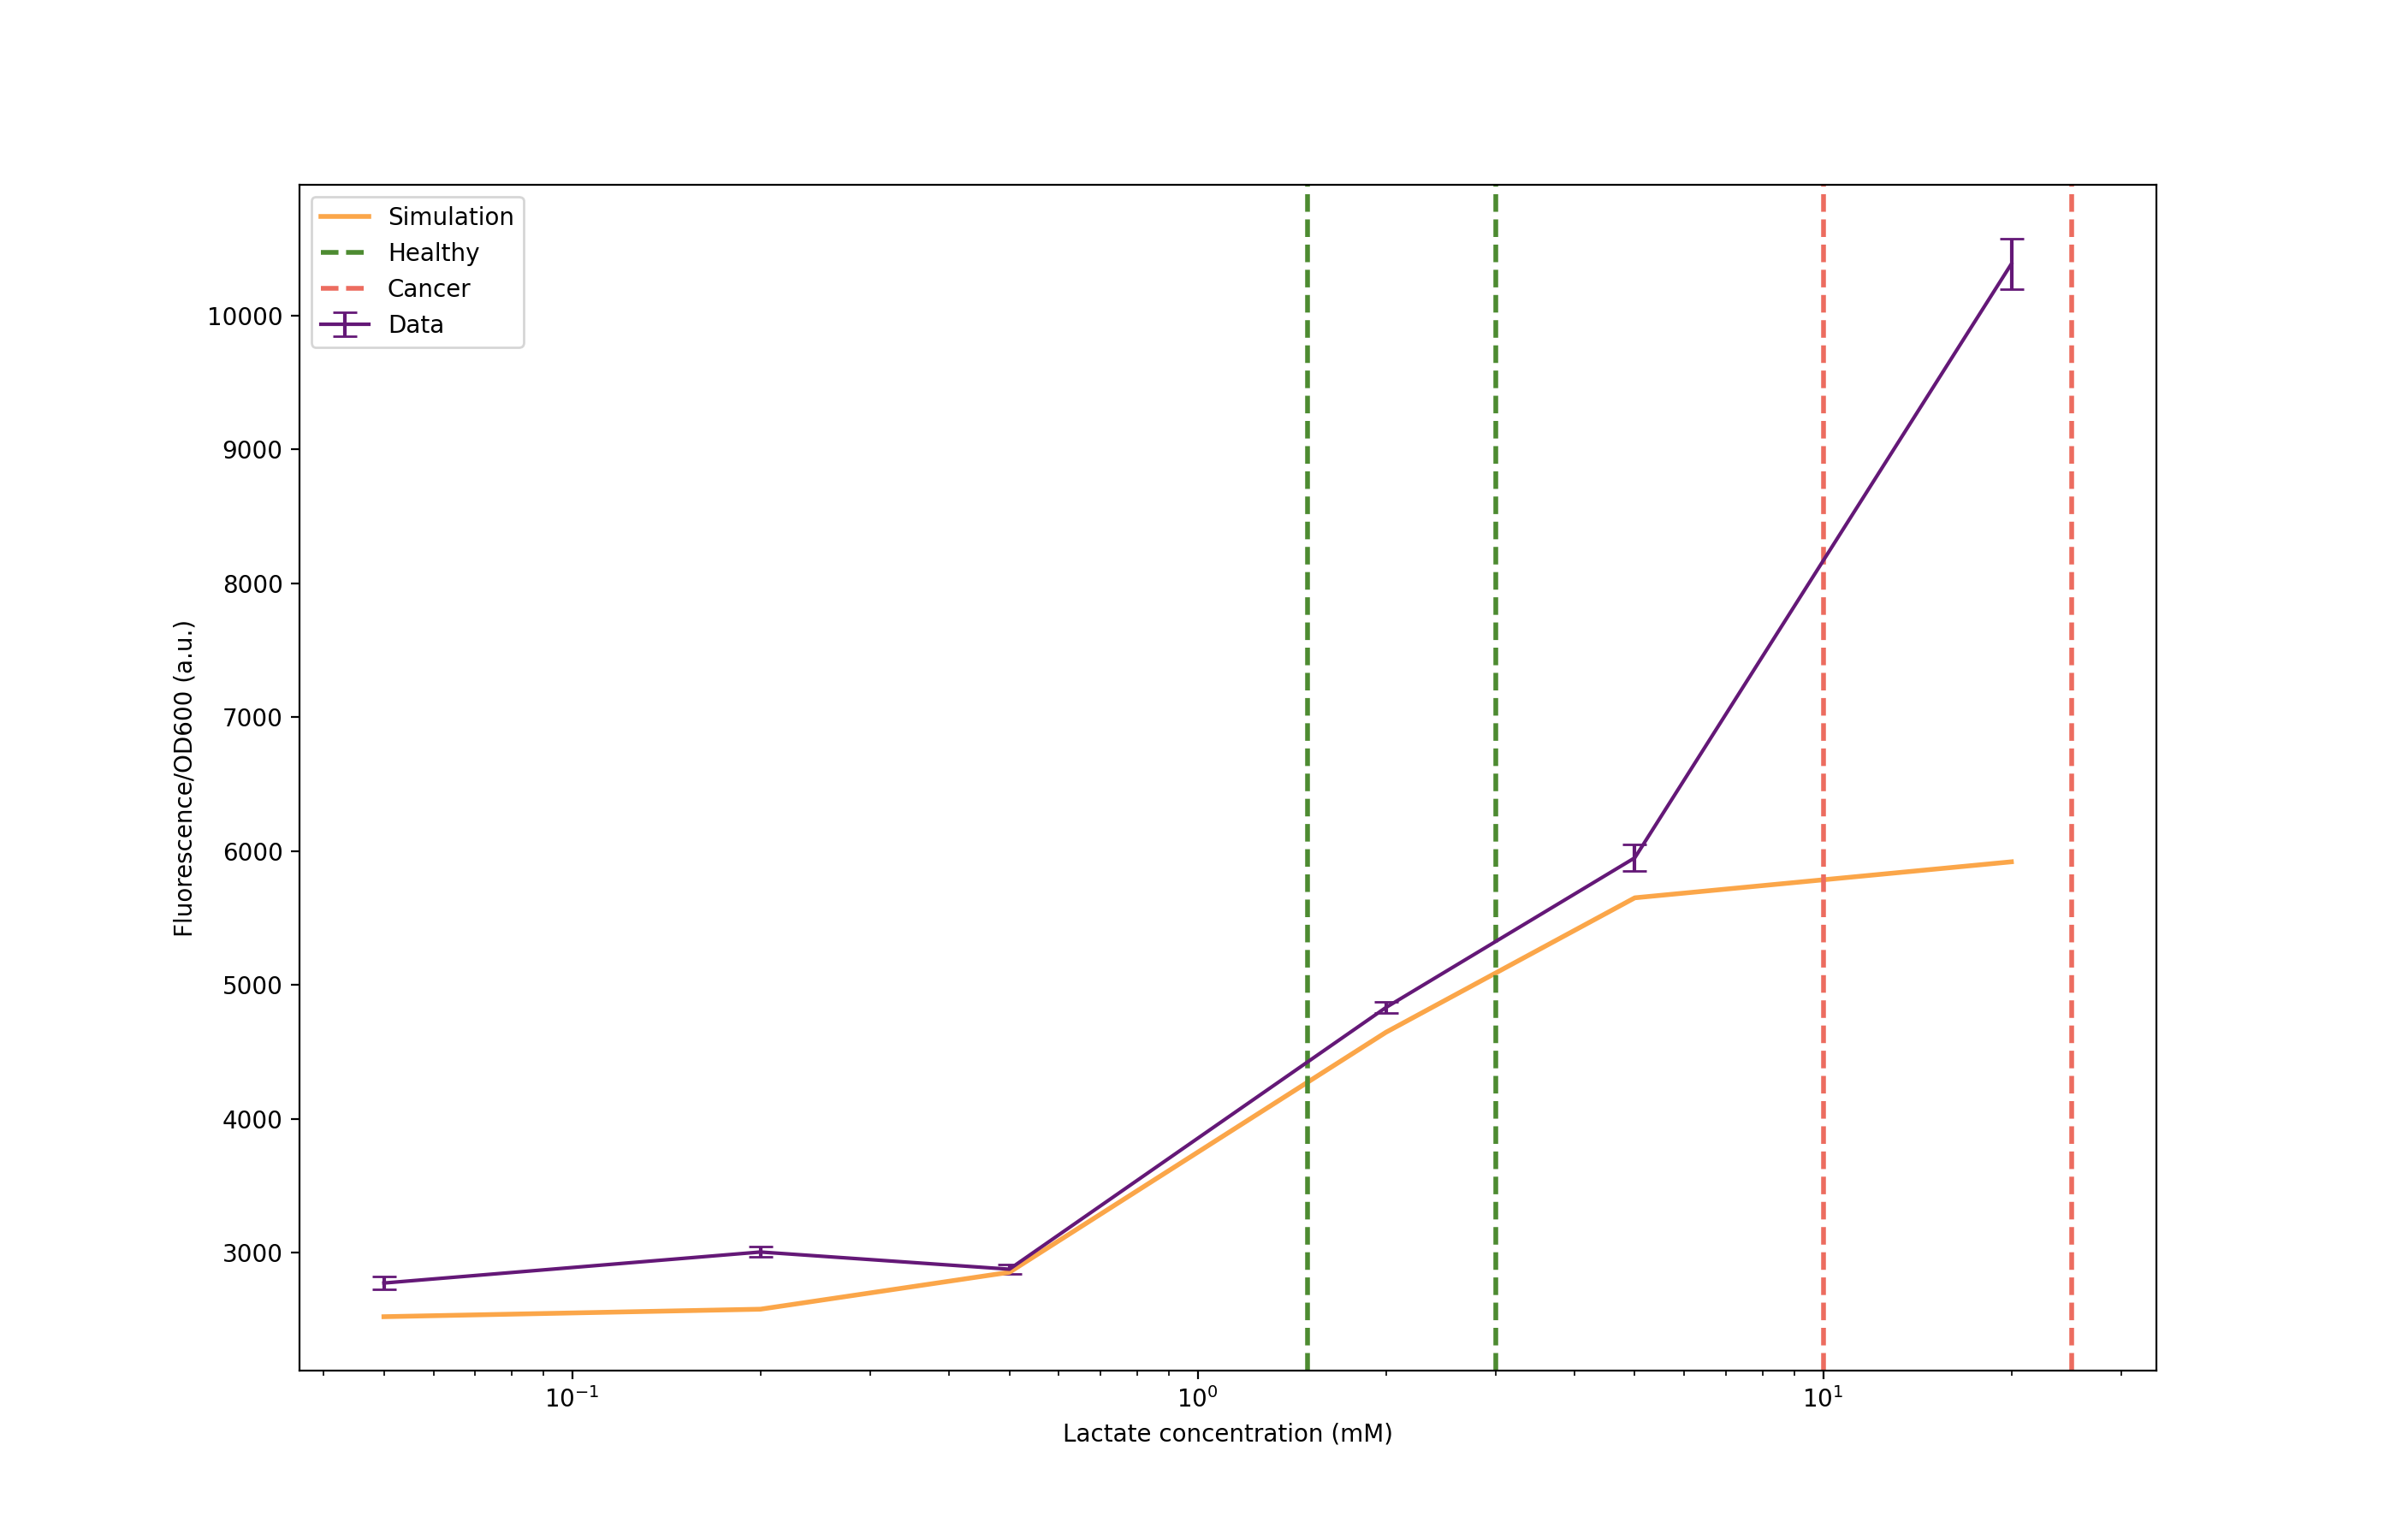 Simulation
Healthy
Cancer
Data
10000
9000
8000
7000
6000
5000
4000
3000
Fluorescence/OD600 (a.u.)
10⁻¹ 10⁰ 10¹
Lactate concentration (mM)